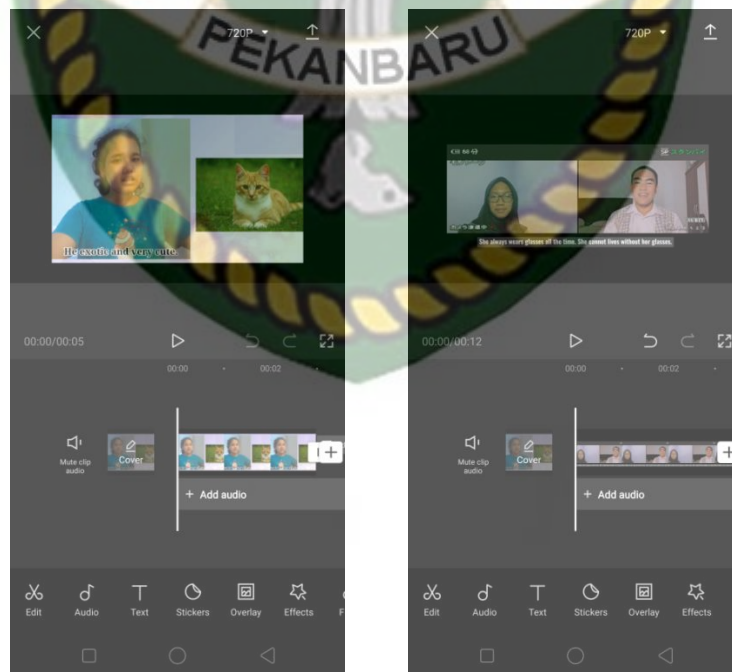 PEKANBARU
720P
He exotic and very cute.
00:00/00:05
00:00
00:02
Mute clip
audio
Cover
+ Add audio
Edit
Audio
Text
Stickers
Overlay
Effects
F
720P
She always wears glasses all the time. She cannot lives without her glasses.
00:00/00:12
00:00
00:02
Mute clip
audio
Cover
+ Add audio
Edit
Audio
Text
Stickers
Overlay
Effects